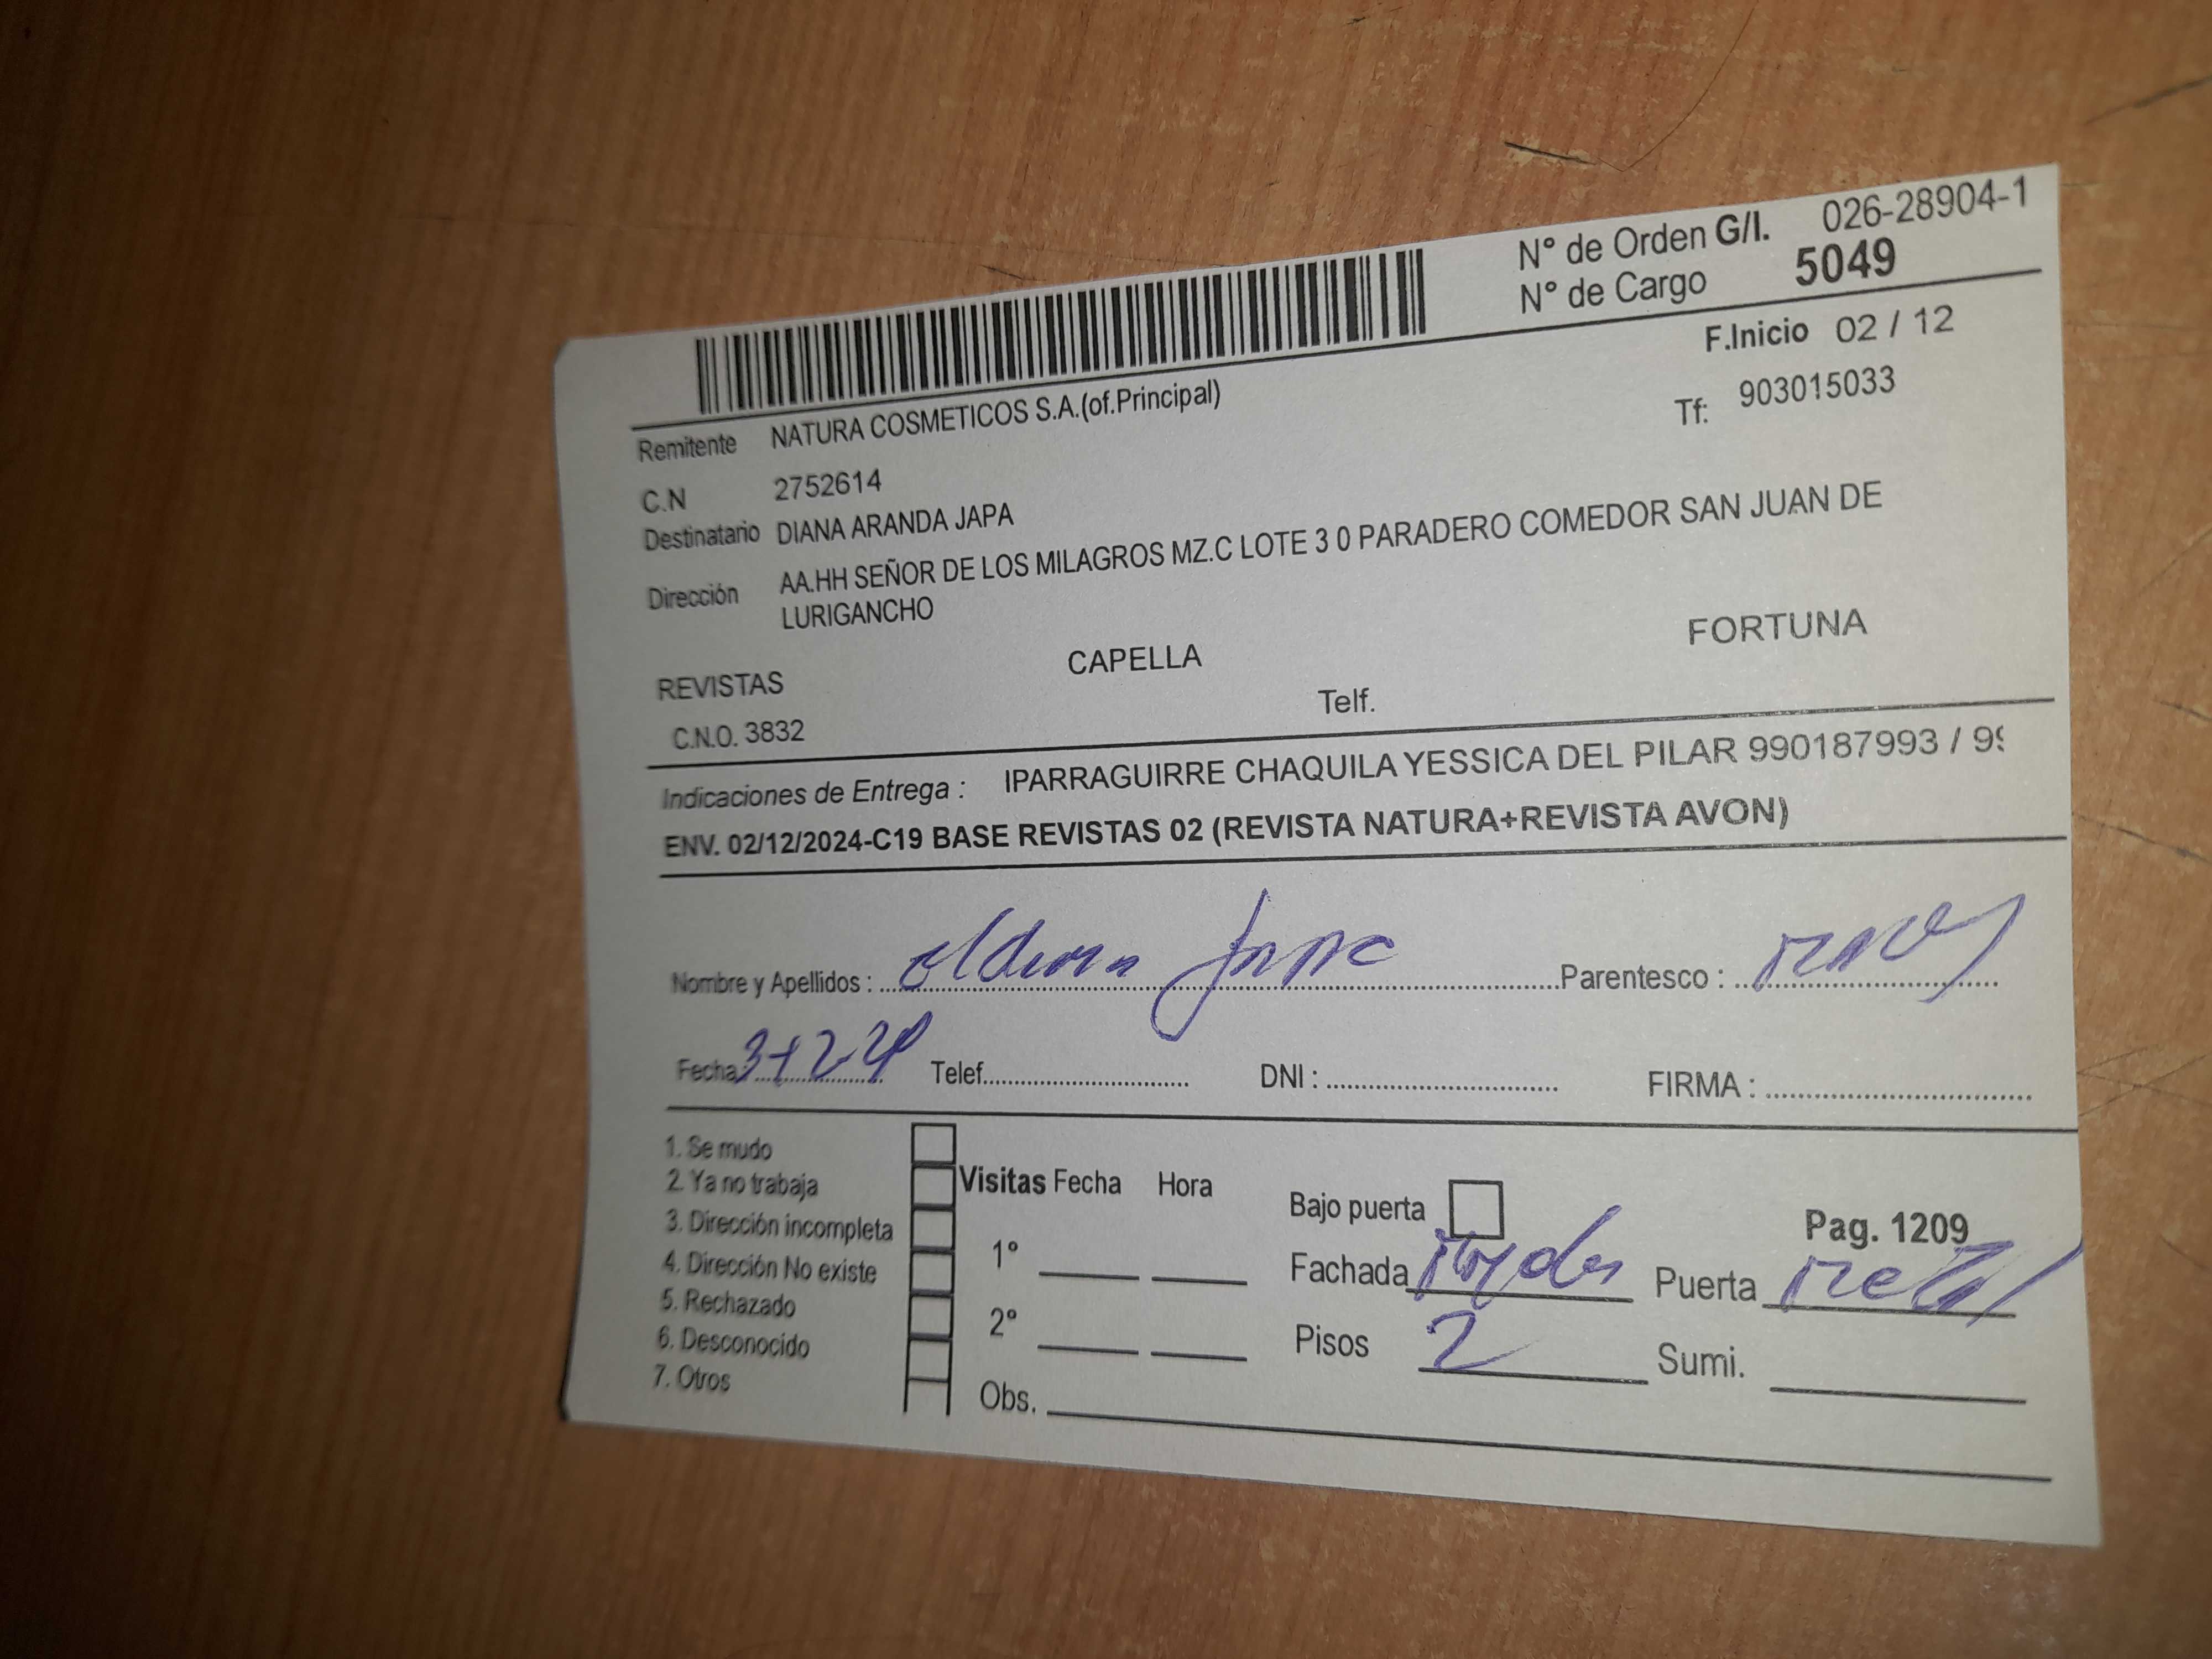 N° de Orden G/I. 026-28904-1
N° de Cargo 5049
F.Inicio 02 / 12
Remitente NATURA COSMETICOS S.A.(of.Principal)
Tf: 903015033
C.N 2752614
Destinatario DIANA ARANDA JAPA
Dirección AA.HH SEÑOR DE LOS MILAGROS MZ.C LOTE 3 0 PARADERO COMEDOR SAN JUAN DE
LURIGANCHO
REVISTAS CAPELLA FORTUNA
C.N.O. 3832 Telf.
Indicaciones de Entrega : IPARRAGUIRRE CHAQUILA YESSICA DEL PILAR 990187993 / 99
ENV. 02/12/2024-C19 BASE REVISTAS 02 (REVISTA NATURA+REVISTA AVON)
Nombre y Apellidos : Parentesco :
Fecha: 3+2 24 Telef. DNI : FIRMA :
1. Se mudo
2. Ya no trabaja
3. Dirección incompleta
4. Dirección No existe
5. Rechazado
6. Desconocido
7. Otros
Visitas Fecha Hora
1°
2°
Obs.
Bajo puerta
Pag. 1209
Fachada Puerta metal
Pisos 2 Sumi.